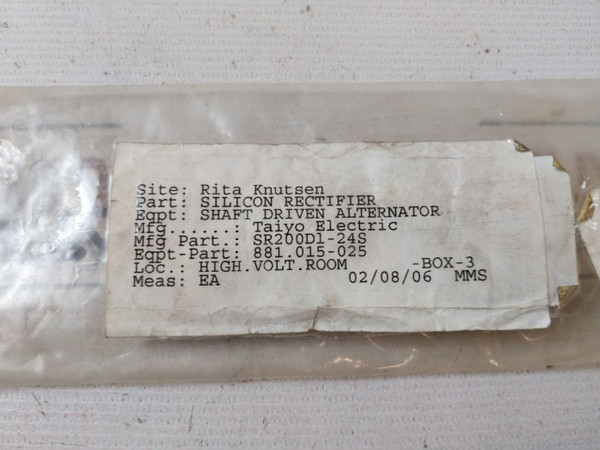 Site: Rita Knutsen
Part: SILICON RECTIFIER
Eqpt: SHAFT DRIVEN ALTERNATOR
Mfg......: Taiyo Electric
Mfg Part.: SR200D1-24S
Eqpt-Part: 881.015-025
Loc.: HIGH.VOLT.ROOM -BOX-3
Meas: EA 02/08/06 MMS